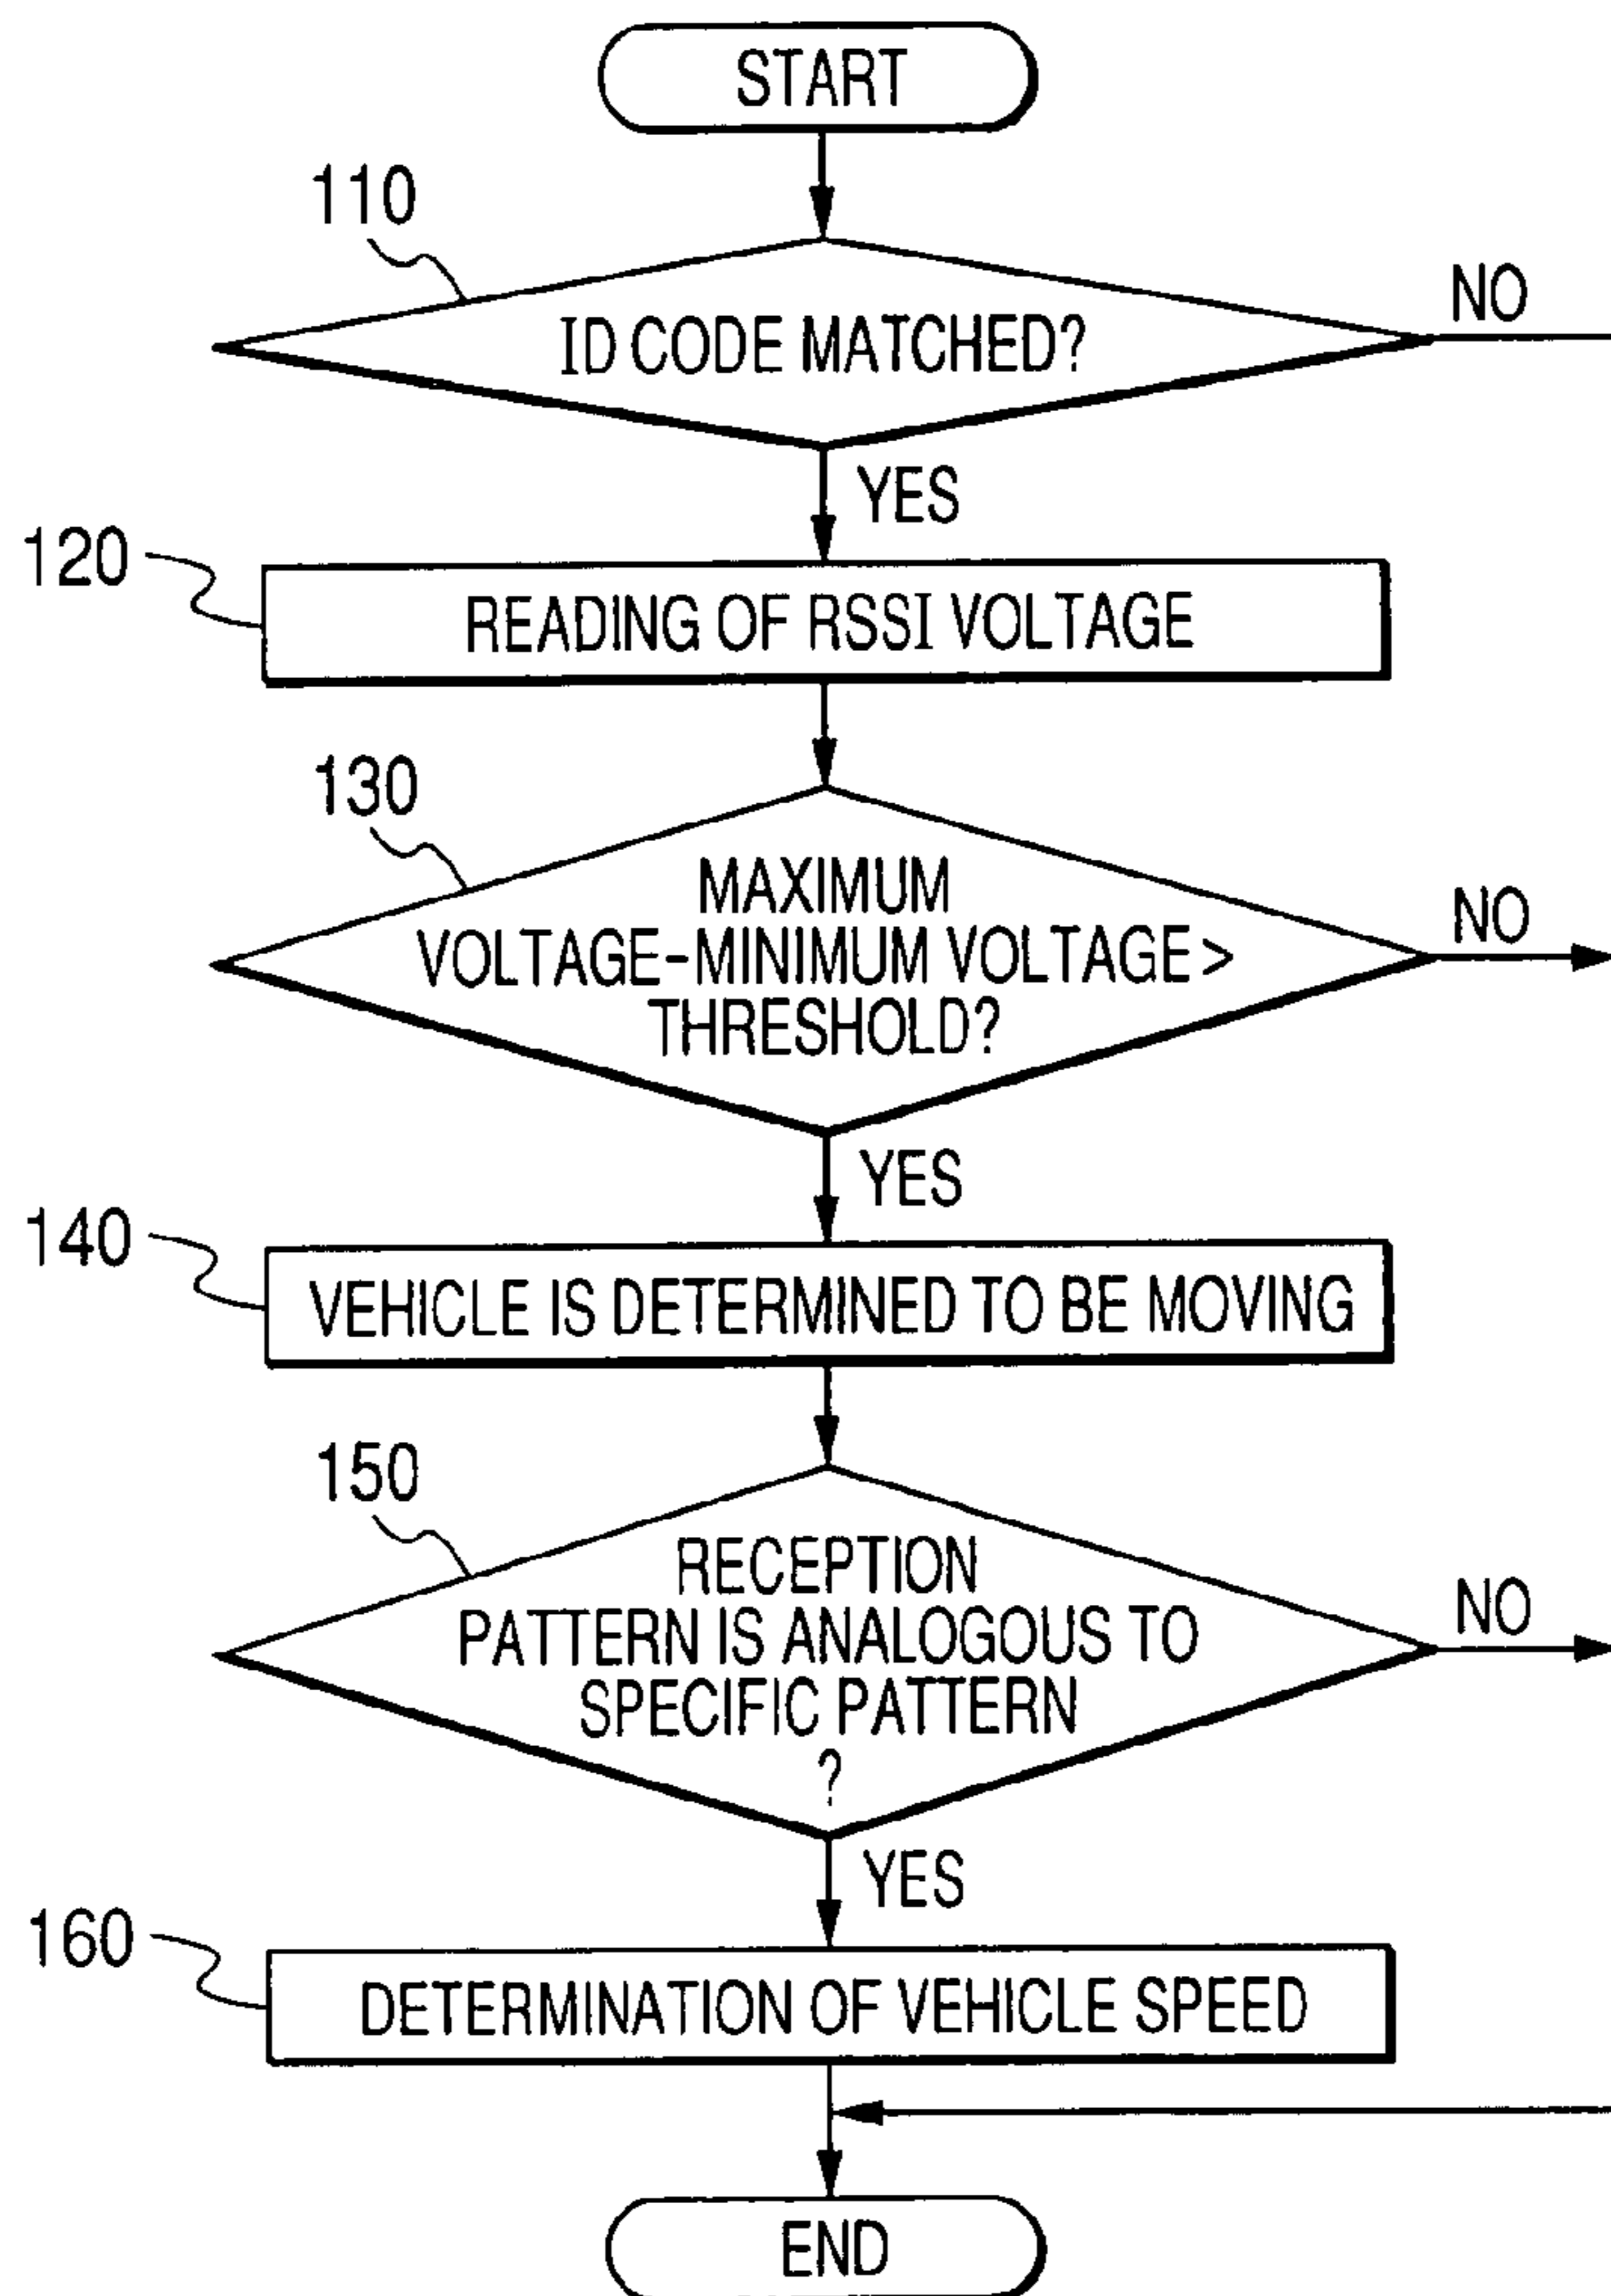 START
110
ID CODE MATCHED?
NO
YES
120
READING OF RSSI VOLTAGE
130
MAXIMUM
VOLTAGE-MINIMUM VOLTAGE >
THRESHOLD?
NO
YES
140
VEHICLE IS DETERMINED TO BE MOVING
150
RECEPTION
PATTERN IS ANALOGOUS TO
SPECIFIC PATTERN
?
NO
YES
160
DETERMINATION OF VEHICLE SPEED
END